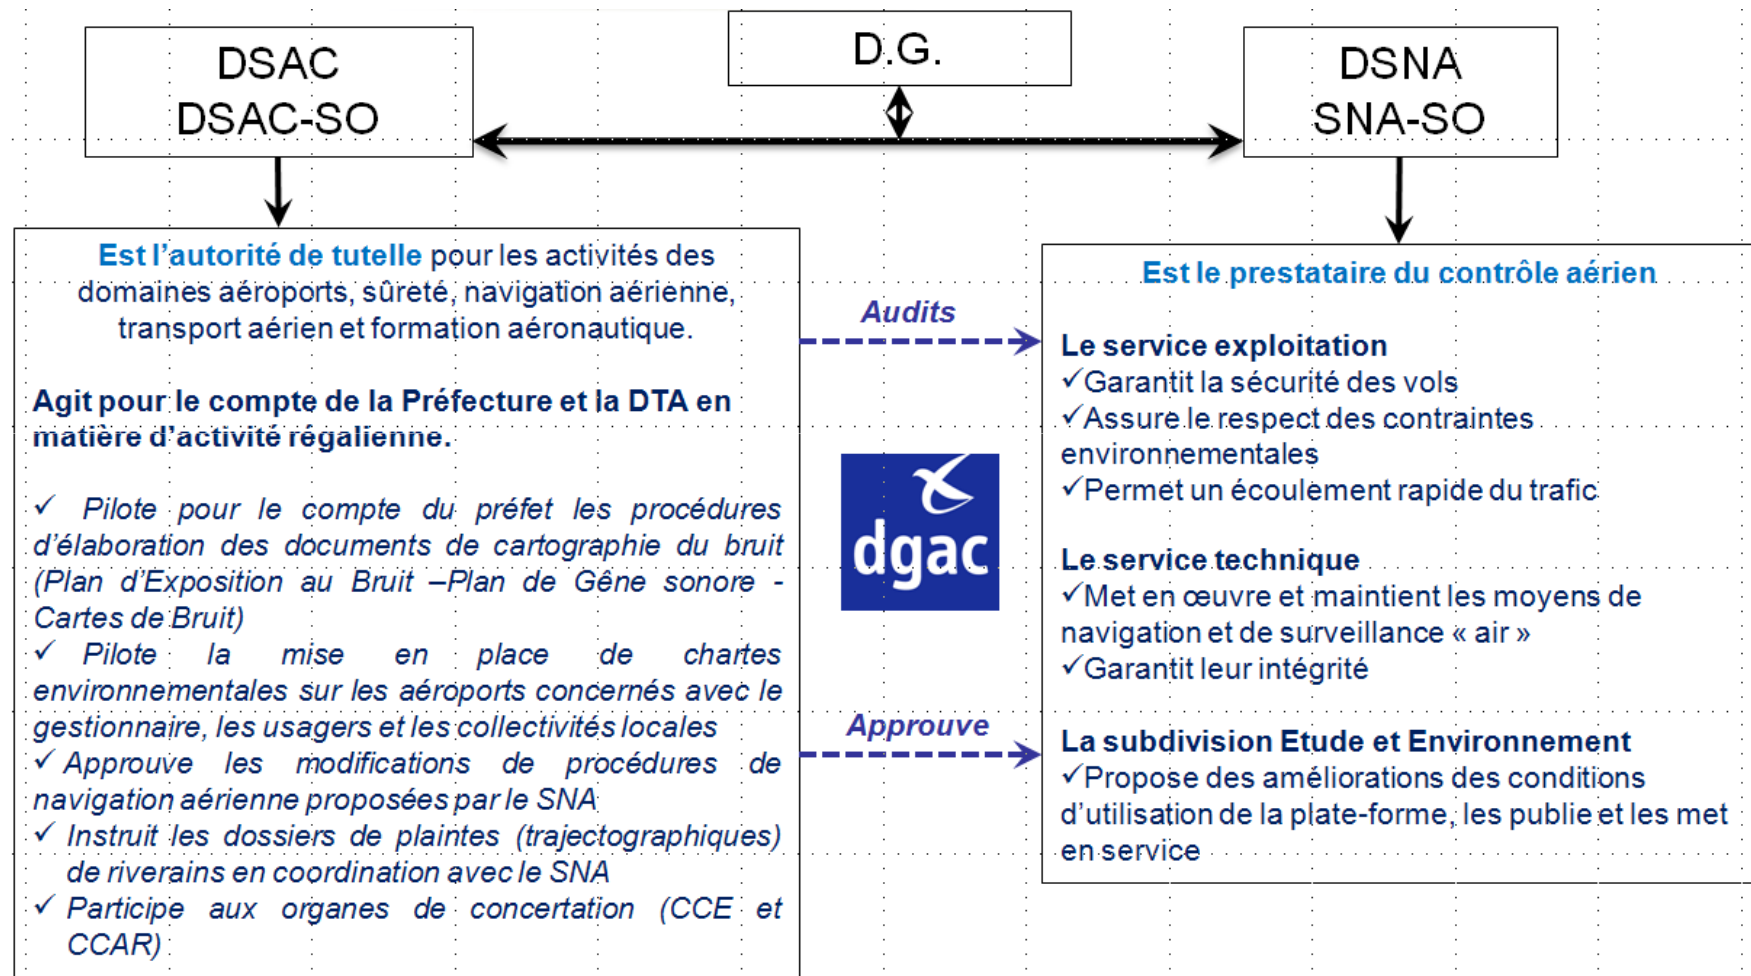 DSAC
DSAC-SO
D.G.
DSNA
SNA-SO
Est l'autorité de tutelle pour les activités des
domaines aéroports, sûreté, navigation aérienne,
transport aérien et formation aéronautique.
Agit pour le compte de la Préfecture et la DTA en
matière d'activité régalienne.
✓ Pilote pour le compte du préfet les procédures
d'élaboration des documents de cartographie du bruit
(Plan d'Exposition au Bruit –Plan de Gêne sonore -
Cartes de Bruit)
✓ Pilote la mise en place de chartes
environnementales sur les aéroports concernés avec le
gestionnaire, les usagers et les collectivités locales
✓ Approuve les modifications de procédures de
navigation aérienne proposées par le SNA
✓ Instruit les dossiers de plaintes (trajectographiques)
de riverains en coordination avec le SNA
✓ Participe aux organes de concertation (CCE et
CCAR)
Audits
dgac
Approuve
Est le prestataire du contrôle aérien
Le service exploitation
✓Garantit la sécurité des vols
✓Assure le respect des contraintes
environnementales
✓Permet un écoulement rapide du trafic
Le service technique
✓Met en œuvre et maintient les moyens de
navigation et de surveillance « air »
✓Garantit leur intégrité
La subdivision Etude et Environnement
✓Propose des améliorations des conditions
d'utilisation de la plate-forme, les publie et les met
en service